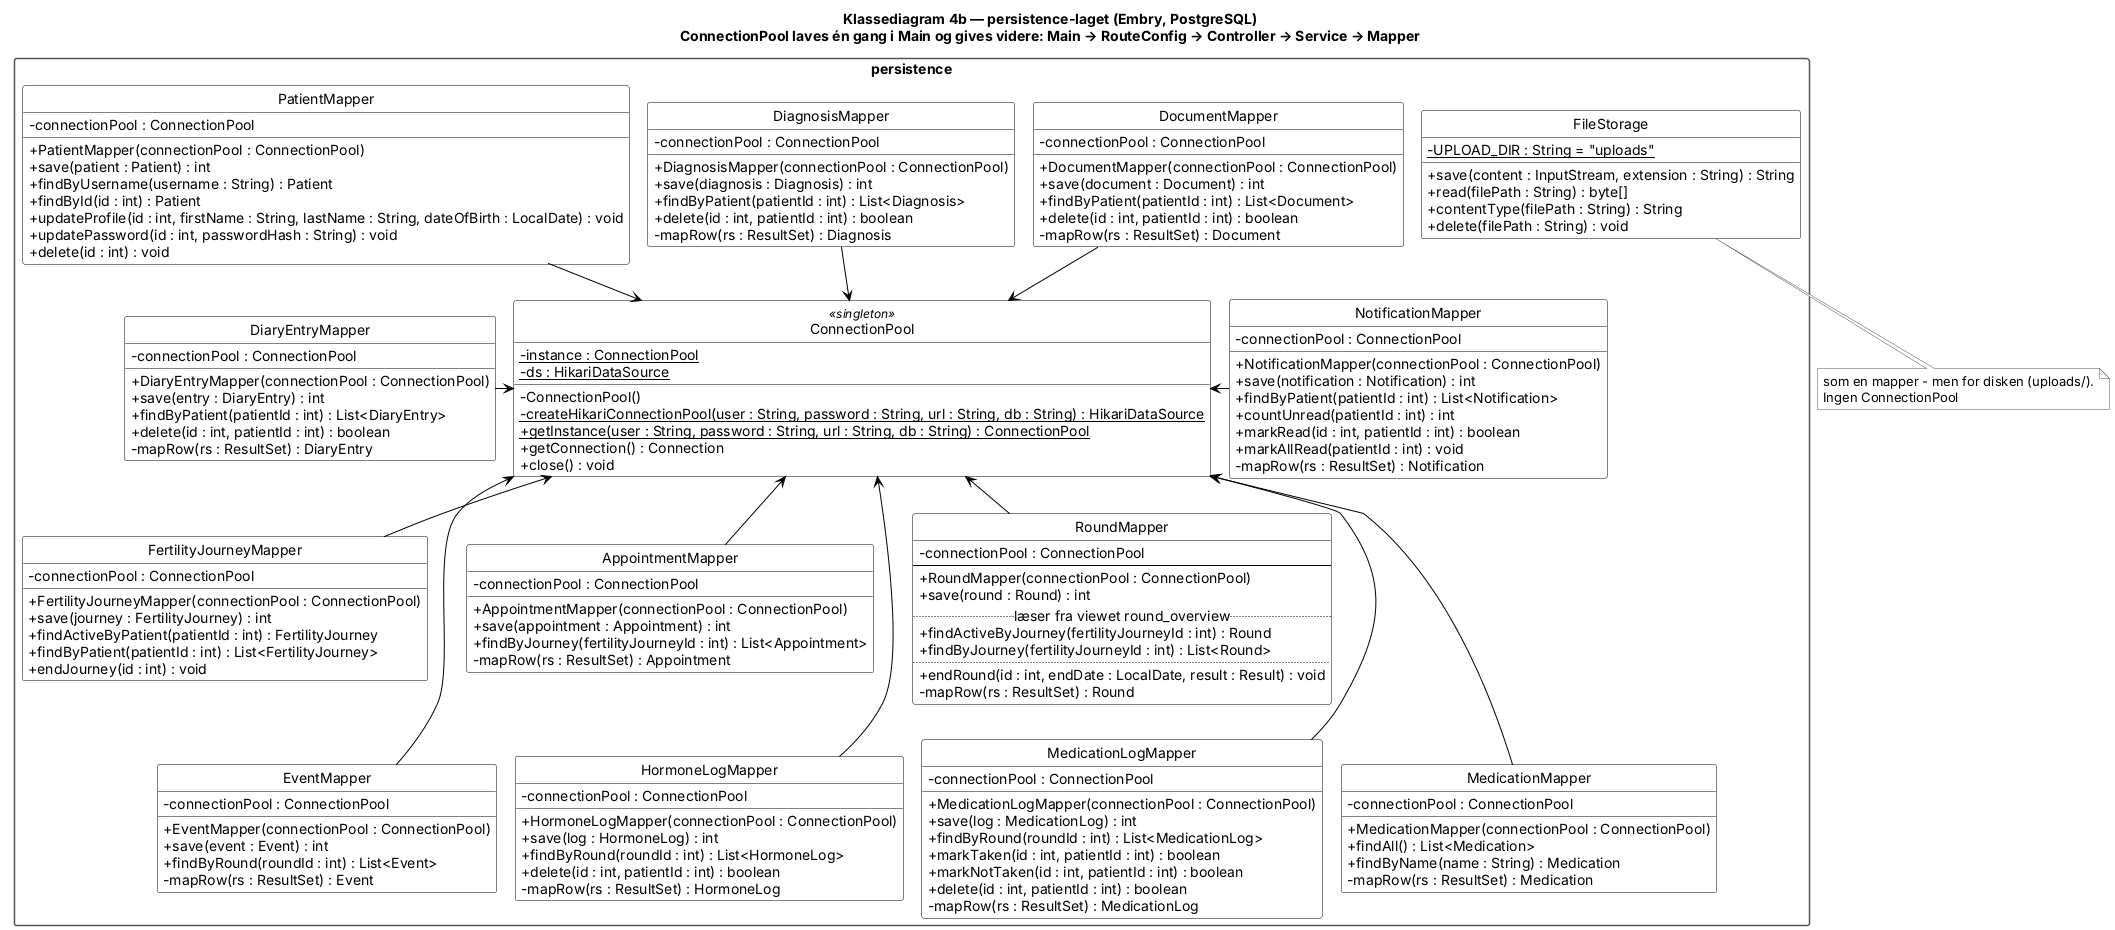 Klassediagram 4b — persistence-laget (Embry, PostgreSQL)
ConnectionPool laves én gang i Main og gives videre: Main → RouteConfig → Controller → Service → Mapper
persistence
PatientMapper
-connectionPool : ConnectionPool
+PatientMapper(connectionPool : ConnectionPool)
+save(patient : Patient) : int
+findByUsername(username : String) : Patient
+findById(id : int) : Patient
+updateProfile(id : int, firstName : String, lastName : String, dateOfBirth : LocalDate) : void
+updatePassword(id : int, passwordHash : String) : void
+delete(id : int) : void
DiagnosisMapper
-connectionPool : ConnectionPool
+DiagnosisMapper(connectionPool : ConnectionPool)
+save(diagnosis : Diagnosis) : int
+findByPatient(patientId : int) : List<Diagnosis>
+delete(id : int, patientId : int) : boolean
-mapRow(rs : ResultSet) : Diagnosis
DocumentMapper
-connectionPool : ConnectionPool
+DocumentMapper(connectionPool : ConnectionPool)
+save(document : Document) : int
+findByPatient(patientId : int) : List<Document>
+delete(id : int, patientId : int) : boolean
-mapRow(rs : ResultSet) : Document
FileStorage
-UPLOAD_DIR : String = "uploads"
+save(content : InputStream, extension : String) : String
+read(filePath : String) : byte[]
+contentType(filePath : String) : String
+delete(filePath : String) : void
DiaryEntryMapper
-connectionPool : ConnectionPool
+DiaryEntryMapper(connectionPool : ConnectionPool)
+save(entry : DiaryEntry) : int
+findByPatient(patientId : int) : List<DiaryEntry>
+delete(id : int, patientId : int) : boolean
-mapRow(rs : ResultSet) : DiaryEntry
«singleton»
ConnectionPool
-instance : ConnectionPool
-ds : HikariDataSource
-ConnectionPool()
-createHikariConnectionPool(user : String, password : String, url : String, db : String) : HikariDataSource
+getInstance(user : String, password : String, url : String, db : String) : ConnectionPool
+getConnection() : Connection
+close() : void
NotificationMapper
-connectionPool : ConnectionPool
+NotificationMapper(connectionPool : ConnectionPool)
+save(notification : Notification) : int
+findByPatient(patientId : int) : List<Notification>
+countUnread(patientId : int) : int
+markRead(id : int, patientId : int) : boolean
+markAllRead(patientId : int) : void
-mapRow(rs : ResultSet) : Notification
som en mapper - men for disken (uploads/).
Ingen ConnectionPool
FertilityJourneyMapper
-connectionPool : ConnectionPool
+FertilityJourneyMapper(connectionPool : ConnectionPool)
+save(journey : FertilityJourney) : int
+findActiveByPatient(patientId : int) : FertilityJourney
+findByPatient(patientId : int) : List<FertilityJourney>
+endJourney(id : int) : void
AppointmentMapper
-connectionPool : ConnectionPool
+AppointmentMapper(connectionPool : ConnectionPool)
+save(appointment : Appointment) : int
+findByJourney(fertilityJourneyId : int) : List<Appointment>
-mapRow(rs : ResultSet) : Appointment
RoundMapper
-connectionPool : ConnectionPool
+RoundMapper(connectionPool : ConnectionPool)
+save(round : Round) : int
læser fra viewet round_overview
+findActiveByJourney(fertilityJourneyId : int) : Round
+findByJourney(fertilityJourneyId : int) : List<Round>
+endRound(id : int, endDate : LocalDate, result : Result) : void
-mapRow(rs : ResultSet) : Round
EventMapper
-connectionPool : ConnectionPool
+EventMapper(connectionPool : ConnectionPool)
+save(event : Event) : int
+findByRound(roundId : int) : List<Event>
-mapRow(rs : ResultSet) : Event
HormoneLogMapper
-connectionPool : ConnectionPool
+HormoneLogMapper(connectionPool : ConnectionPool)
+save(log : HormoneLog) : int
+findByRound(roundId : int) : List<HormoneLog>
+delete(id : int, patientId : int) : boolean
-mapRow(rs : ResultSet) : HormoneLog
MedicationLogMapper
-connectionPool : ConnectionPool
+MedicationLogMapper(connectionPool : ConnectionPool)
+save(log : MedicationLog) : int
+findByRound(roundId : int) : List<MedicationLog>
+markTaken(id : int, patientId : int) : boolean
+markNotTaken(id : int, patientId : int) : boolean
+delete(id : int, patientId : int) : boolean
-mapRow(rs : ResultSet) : MedicationLog
MedicationMapper
-connectionPool : ConnectionPool
+MedicationMapper(connectionPool : ConnectionPool)
+findAll() : List<Medication>
+findByName(name : String) : Medication
-mapRow(rs : ResultSet) : Medication